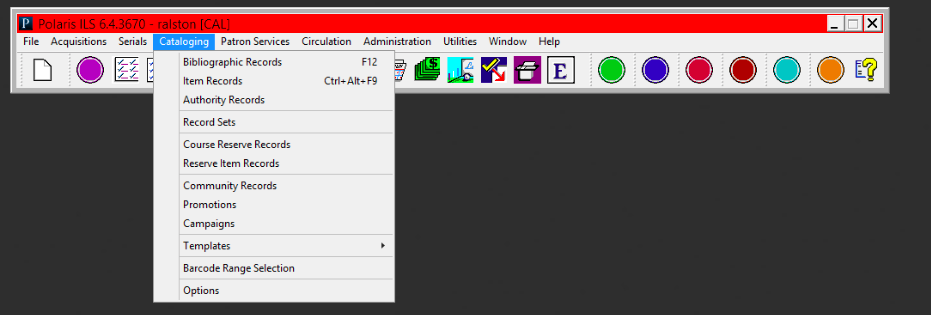 P Polaris ILS 6.4.3670 - ralston [CAL]
File Acquisitions Serials Cataloging Patron Services Circulation Administration Utilities Window Help
$ E ?
Bibliographic Records F12
Item Records Ctrl+Alt+F9
Authority Records
Record Sets
Course Reserve Records
Reserve Item Records
Community Records
Promotions
Campaigns
Templates
Barcode Range Selection
Options